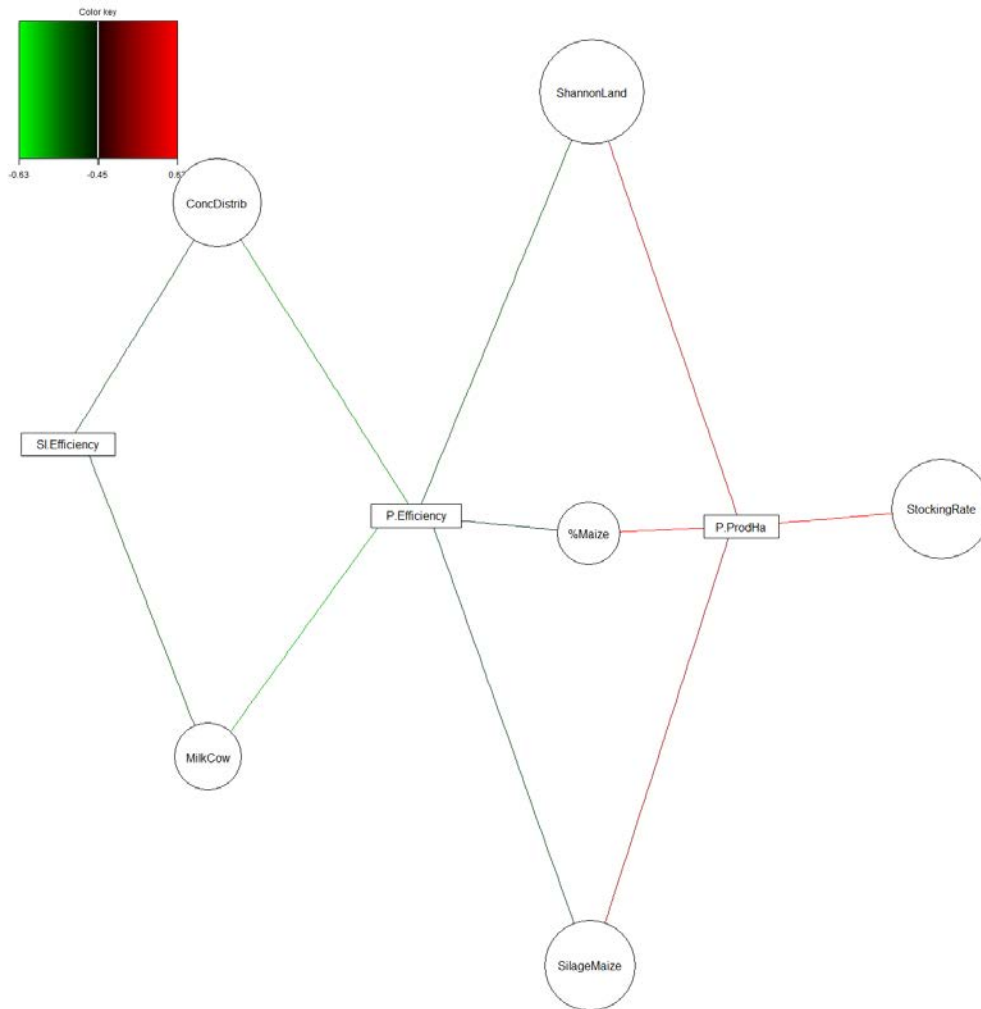 Color key
-0.63
-0.45
ShannonLand
ConcDistrib
SI.Efficiency
P.Efficiency
%Maize
P.ProdHa
StockingRate
MilkCow
SilageMaize